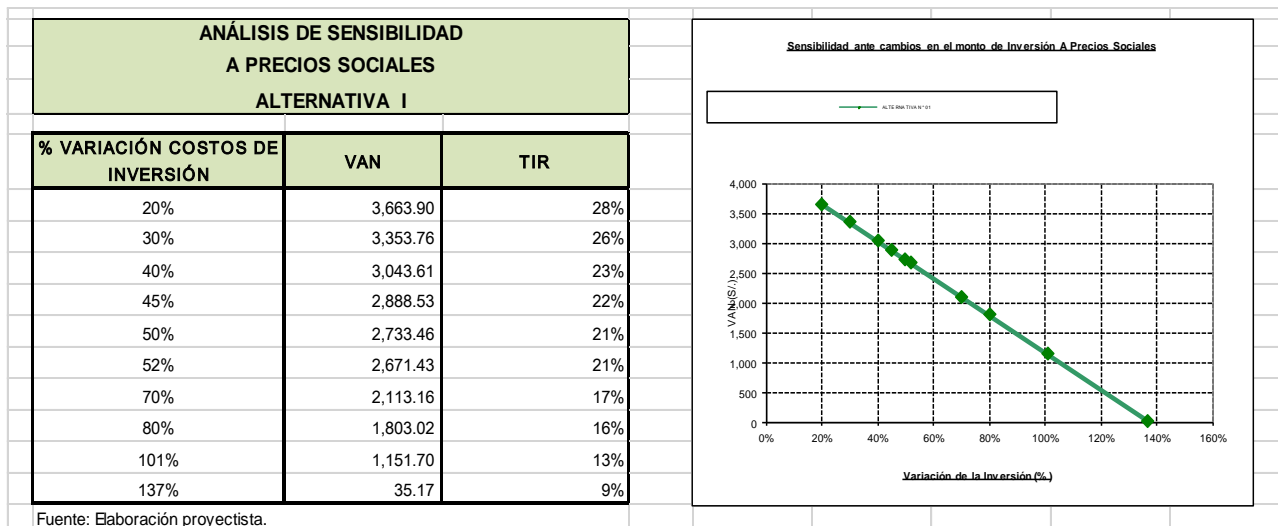 ANÁLISIS DE SENSIBILIDAD
A PRECIOS SOCIALES
ALTERNATIVA I
% VARIACIÓN COSTOS DE INVERSIÓN VAN TIR
20% 3,663.90 28%
30% 3,353.76 26%
40% 3,043.61 23%
45% 2,888.53 22%
50% 2,733.46 21%
52% 2,671.43 21%
70% 2,113.16 17%
80% 1,803.02 16%
101% 1,151.70 13%
137% 35.17 9%
Fuente: Elaboración proyectista.
Sensibilidad ante cambios en el monto de Inversión A Precios Sociales
ALTERNATIVA N° 01
VAN (S/.)
4,000
3,500
3,000
2,500
2,000
1,500
1,000
500
0
0% 20% 40% 60% 80% 100% 120% 140% 160%
Variación de la Inversión (%)